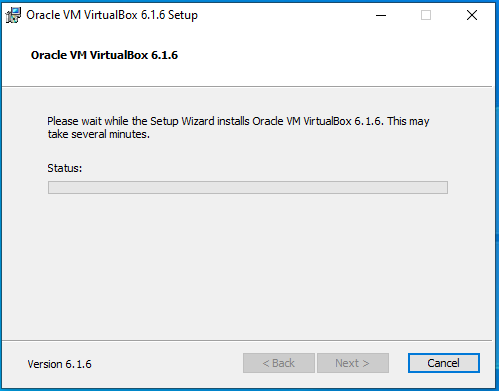 Oracle VM VirtualBox 6.1.6 Setup
Oracle VM VirtualBox 6.1.6
Please wait while the Setup Wizard installs Oracle VM VirtualBox 6.1.6. This may
take several minutes.
Status:
Version 6.1.6
< Back
Next >
Cancel